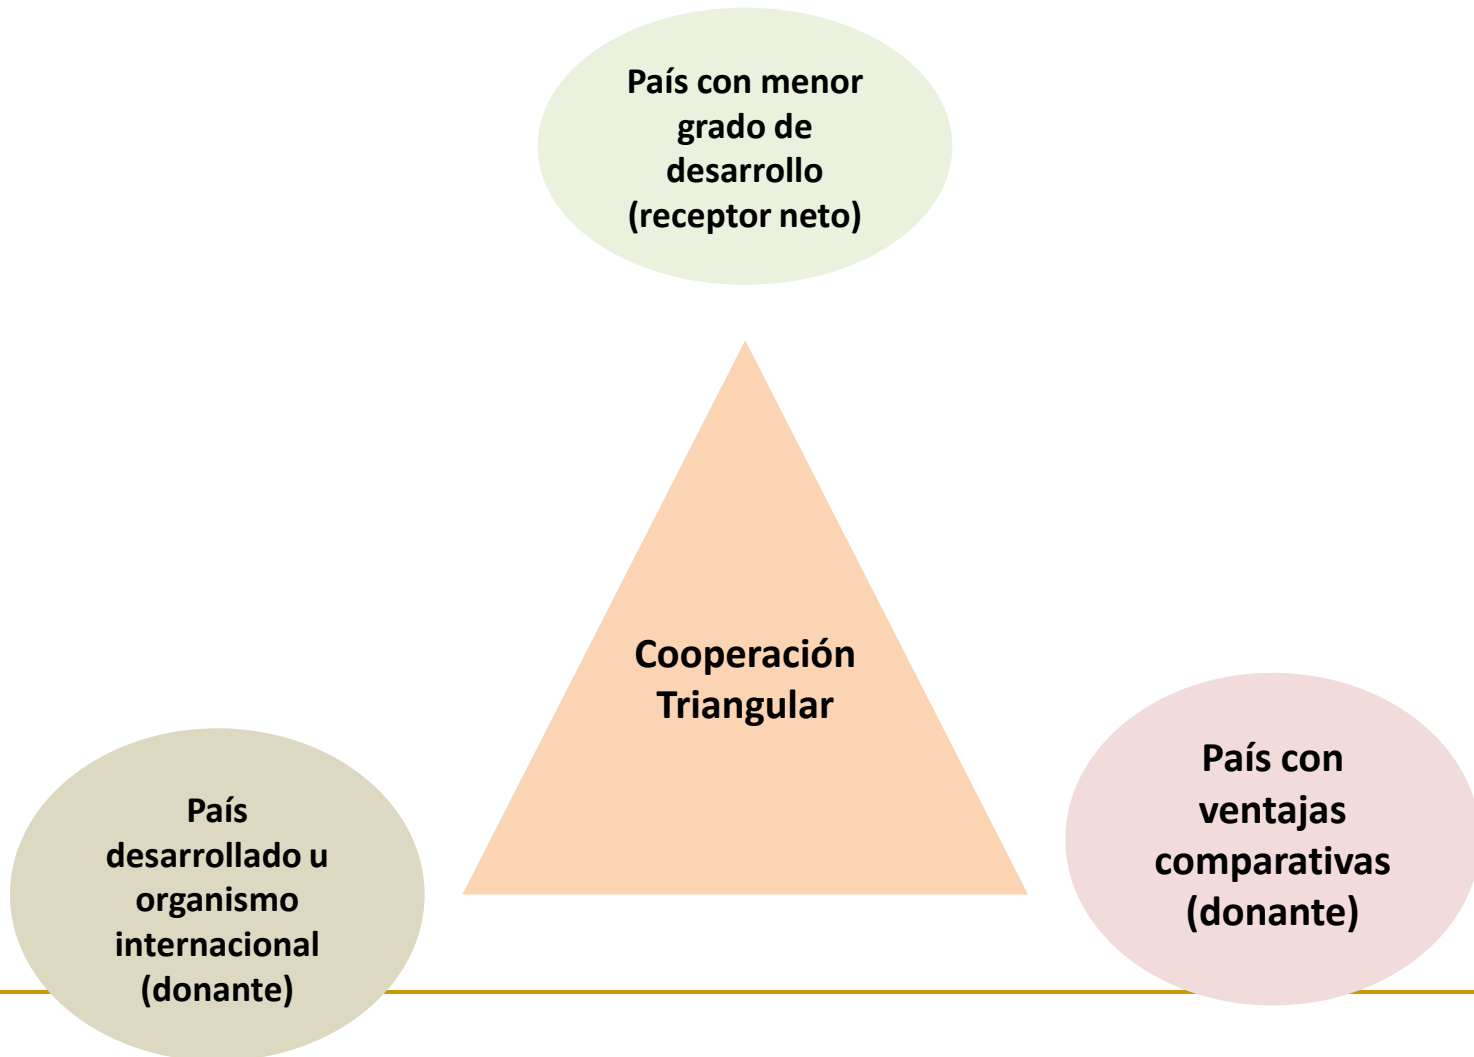 País con menor
grado de
desarrollo
(receptor neto)
Cooperación
Triangular
País
desarrollado u
organismo
internacional
(donante)
País con
ventajas
comparativas
(donante)